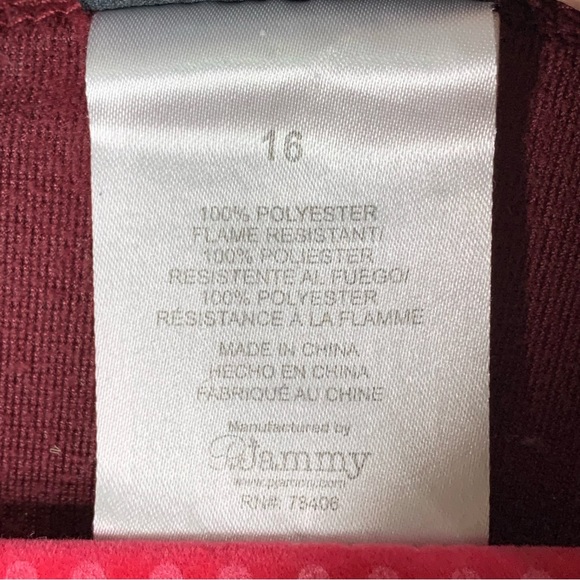 16
100% POLYESTER
FLAME RESISTANT/
100% POLIESTER
RESISTENTE AL FUEGO/
100% POLYESTER
RÉSISTANCE À LA FLAMME
MADE IN CHINA
HECHO EN CHINA
FABRIQUÉ AU CHINE
Manufactured by
PJammy
RN#: 78406